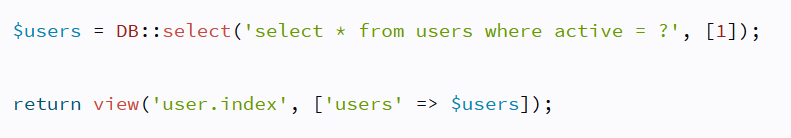 $users = DB::select('select * from users where active = ?', [1]);
return view('user.index', ['users' => $users]);